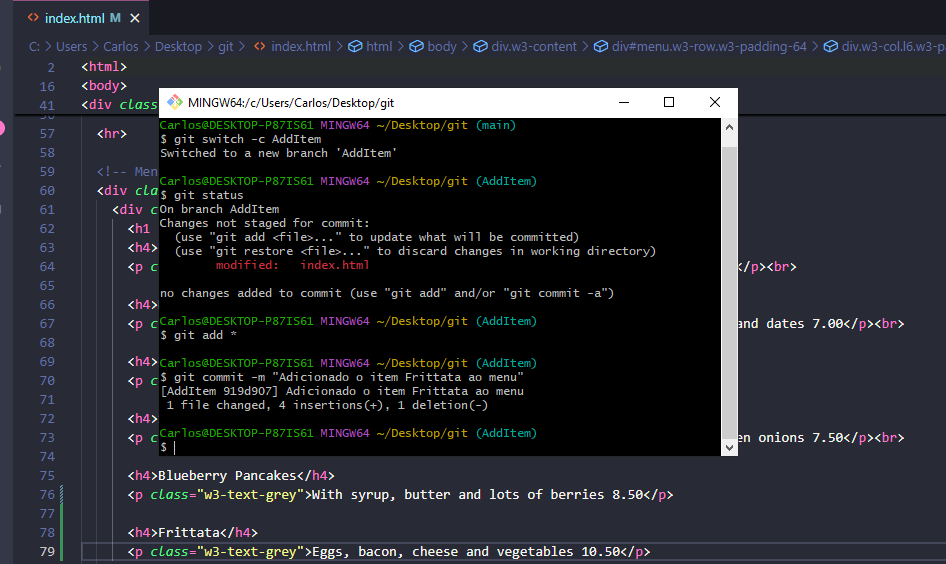 index.html M
C: > Users > Carlos > Desktop > git > index.html > html > body > div.w3-content > div#menu.w3-row.w3-padding-64 > div.w3-col.l6.w3-p
2 <html>
16 <body>
41 <div class
57 <hr>
58
59 <!-- Men
60 <div cla
61 <div c
62 <h1
63 <h4>
64 <p c </p><br>
65
66 <h4>
67 <p c and dates 7.00</p><br>
68
69 <h4>
70 <p c
71
72 <h4>
73 <p c en onions 7.50</p><br>
74
75 <h4>Blueberry Pancakes</h4>
76 <p class="w3-text-grey">With syrup, butter and lots of berries 8.50</p>
77
78 <h4>Frittata</h4>
79 <p class="w3-text-grey">Eggs, bacon, cheese and vegetables 10.50</p>
MINGW64:/c/Users/Carlos/Desktop/git
Carlos@DESKTOP-P87IS61 MINGW64 ~/Desktop/git (main)
$ git switch -c AddItem
Switched to a new branch 'AddItem'
Carlos@DESKTOP-P87IS61 MINGW64 ~/Desktop/git (AddItem)
$ git status
On branch AddItem
Changes not staged for commit:
(use "git add <file>..." to update what will be committed)
(use "git restore <file>..." to discard changes in working directory)
modified: index.html
no changes added to commit (use "git add" and/or "git commit -a")
Carlos@DESKTOP-P87IS61 MINGW64 ~/Desktop/git (AddItem)
$ git add *
Carlos@DESKTOP-P87IS61 MINGW64 ~/Desktop/git (AddItem)
$ git commit -m "Adicionado o item Frittata ao menu"
[AddItem 919d907] Adicionado o item Frittata ao menu
1 file changed, 4 insertions(+), 1 deletion(-)
Carlos@DESKTOP-P87IS61 MINGW64 ~/Desktop/git (AddItem)
$